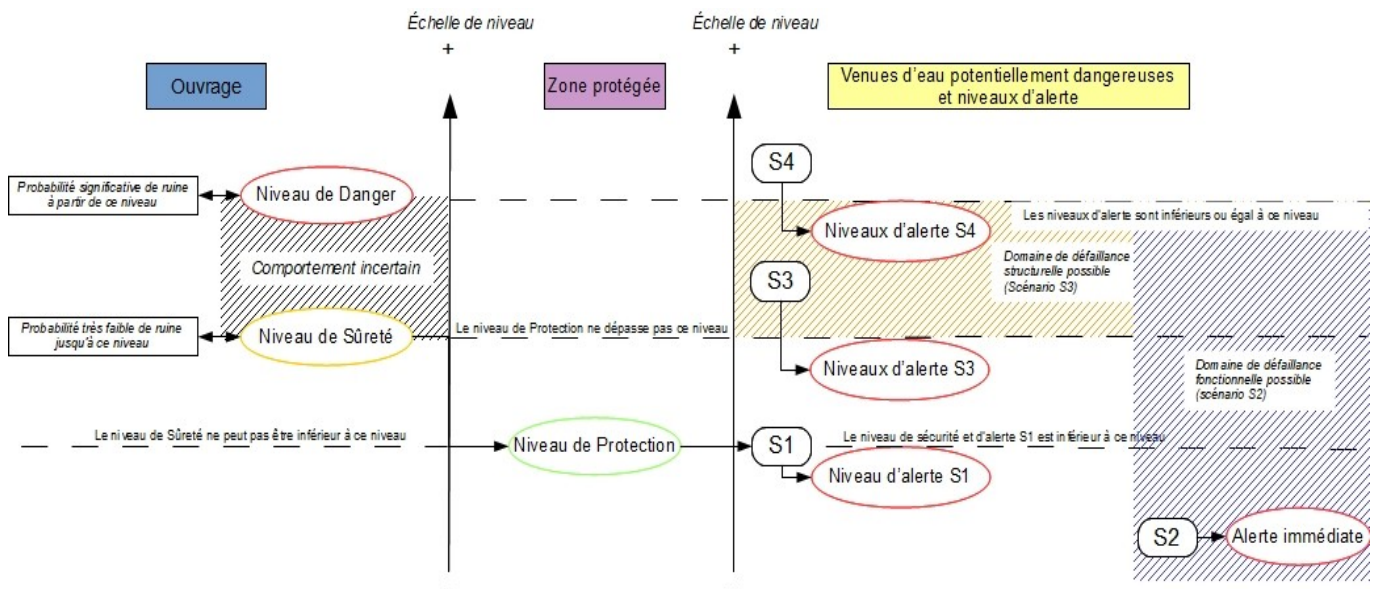 Échelle de niveau
+
Échelle de niveau
+
Ouvrage
Zone protégée
Venues d'eau potentiellement dangereuses
et niveaux d'alerte
S4
Probabilité significative de ruine
à partir de ce niveau
Niveau de Danger
Les niveaux d'alerte sont inférieurs ou égal à ce niveau
Niveaux d'alerte S4
Comportement incertain
S3
Domaine de défaillance
structurelle possible
(Scénario S3)
Probabilité très faible de ruine
jusqu'à ce niveau
Niveau de Sûreté
Le niveau de Protection ne dépasse pas ce niveau
Niveaux d'alerte S3
Domaine de défaillance
fonctionnelle possible
(scénario S2)
Le niveau de Sûreté ne peut pas être inférieur à ce niveau
Niveau de Protection
S1
Le niveau de sécurité et d'alerte S1 est inférieur à ce niveau
Niveau d'alerte S1
S2
Alerte immédiate